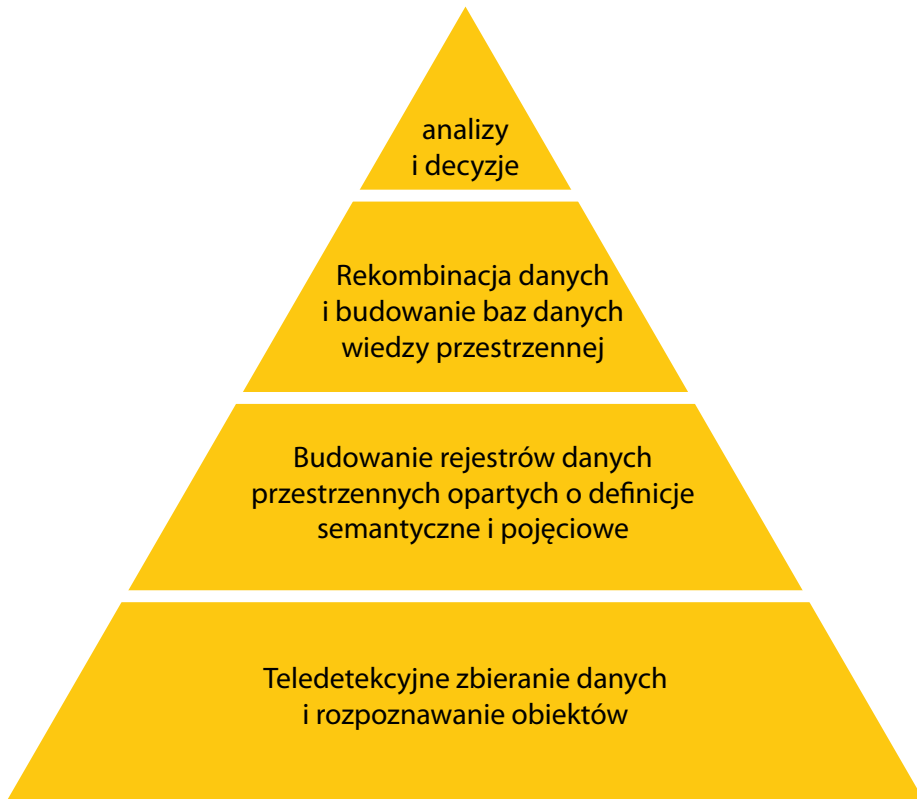 analizy
i decyzje
Rekombinacja danych
i budowanie baz danych
wiedzy przestrzennej
Budowanie rejestrów danych
przestrzennych opartych o definicje
semantyczne i pojęciowe
Teledetekcyjne zbieranie danych
i rozpoznawanie obiektów